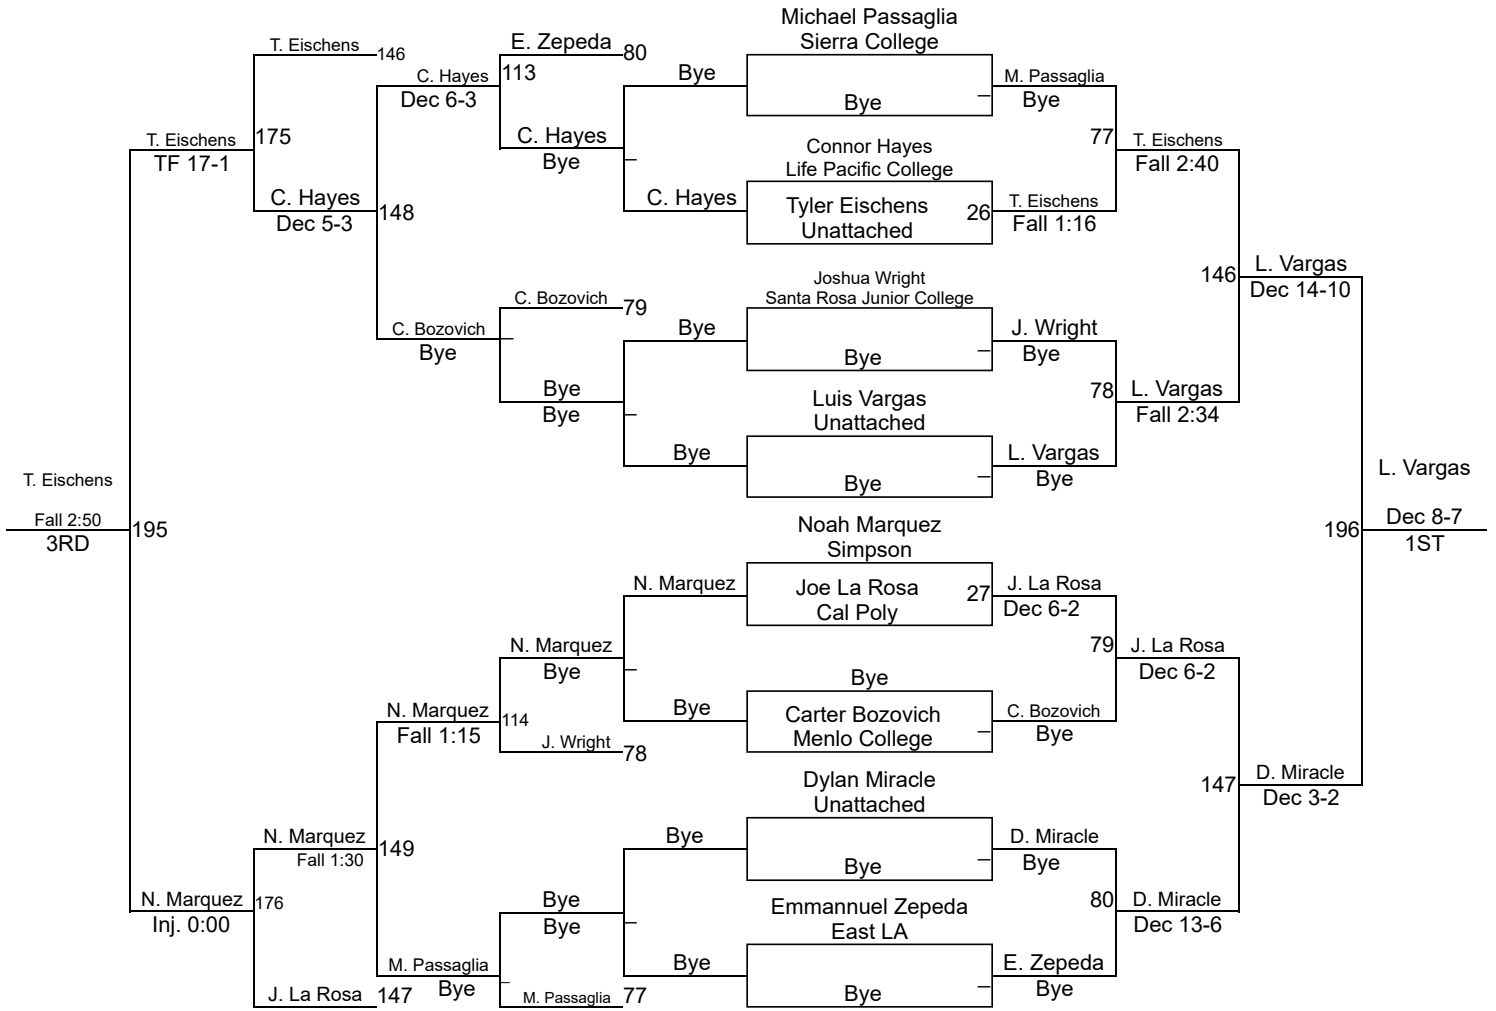 Michael Passaglia
Sierra College
T. Eischens
146
E. Zepeda
80
C. Hayes
113
Dec 6-3
Bye
Bye
M. Passaglia
Bye
C. Hayes
Bye
T. Eischens
175
TF 17-1
77
T. Eischens
Fall 2:40
Connor Hayes
Life Pacific College
C. Hayes
Dec 5-3
148
C. Hayes
Tyler Eischens
Unattached
26
T. Eischens
Fall 1:16
Joshua Wright
Santa Rosa Junior College
146
L. Vargas
Dec 14-10
C. Bozovich
79
C. Bozovich
Bye
Bye
Bye
J. Wright
Bye
Bye
Bye
78
L. Vargas
Fall 2:34
Luis Vargas
Unattached
Bye
Bye
L. Vargas
Bye
T. Eischens
Fall 2:50
3RD
195
L. Vargas
196
Dec 8-7
1ST
Noah Marquez
Simpson
N. Marquez
Joe La Rosa
Cal Poly
27
J. La Rosa
Dec 6-2
N. Marquez
Bye
79
J. La Rosa
Dec 6-2
Bye
Bye
Carter Bozovich
Menlo College
C. Bozovich
Bye
N. Marquez
Fall 1:15
114
J. Wright
78
Dylan Miracle
Unattached
147
D. Miracle
Dec 3-2
N. Marquez
Fall 1:30
149
Bye
Bye
D. Miracle
Bye
N. Marquez
Inj. 0:00
176
Bye
Bye
80
D. Miracle
Dec 13-6
Emmannuel Zepeda
East LA
M. Passaglia
Bye
Bye
Bye
E. Zepeda
Bye
J. La Rosa
147
M. Passaglia
77